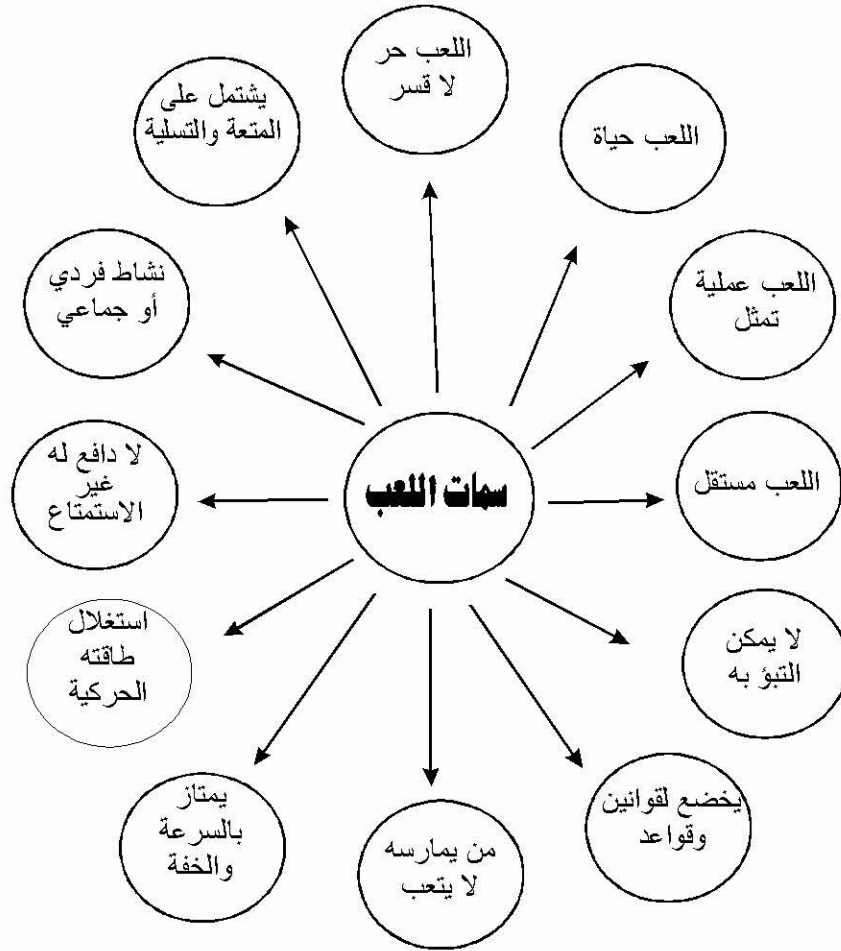 سمات اللعب
اللعب حر
لا قسر
اللعب حياة
اللعب عملية
تمثل
اللعب مستقل
لا يمكن
التبؤ به
يخضع لقوانين
وقواعد
من يمارسه
لا يتعب
يمتاز
بالسرعة
والخفة
استغلال
طاقته
الحركية
لا دافع له
غير
الاستمتاع
نشاط فردي
أو جماعي
يشتمل على
المتعة والتسلية